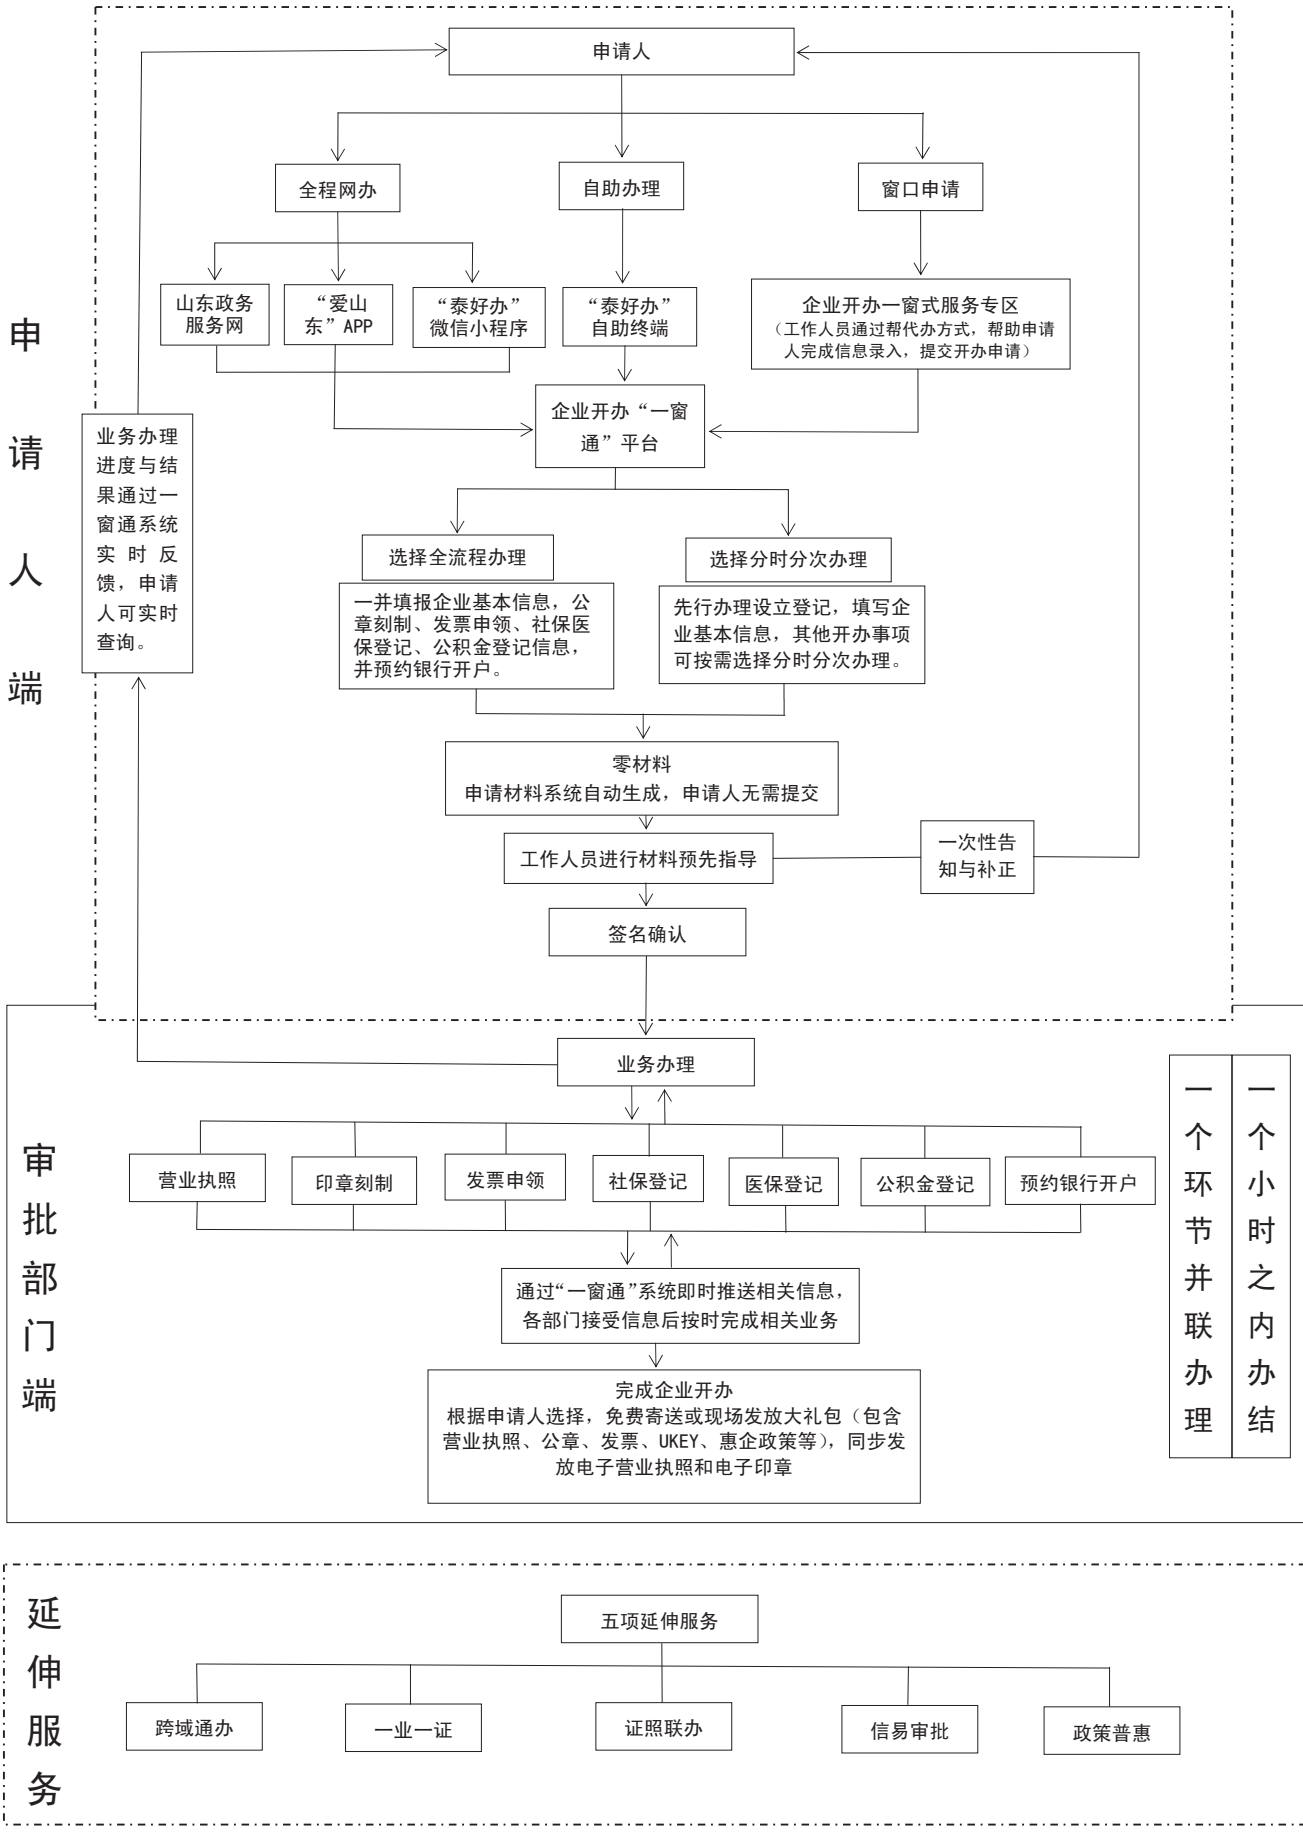 申请人端
申请人
全程网办
自助办理
窗口申请
山东政务
服务网
“爱山
东”APP
“泰好办”
微信小程序
“泰好办”
自助终端
企业开办一窗式服务专区
（工作人员通过帮代办方式，帮助申请
人完成信息录入，提交开办申请）
企业开办“一窗
通”平台
业务办理
进度与结
果通过一
窗通系统
实时反
馈，申请
人可实时
查询。
选择全流程办理
选择分时分次办理
一并填报企业基本信息，公
章刻制、发票申领、社保医
保登记、公积金登记信息，
并预约银行开户。
先行办理设立登记，填写企
业基本信息，其他开办事项
可按需选择分时分次办理。
零材料
申请材料系统自动生成，申请人无需提交
工作人员进行材料预先指导
一次性告
知与补正
签名确认
审批部门端
业务办理
营业执照
印章刻制
发票申领
社保登记
医保登记
公积金登记
预约银行开户
通过“一窗通”系统即时推送相关信息，
各部门接受信息后按时完成相关业务
完成企业开办
根据申请人选择，免费寄送或现场发放大礼包（包含
营业执照、公章、发票、UKEY、惠企政策等），同步发
放电子营业执照和电子印章
一个环节并联办理
一个小时之内办结
延伸服务
五项延伸服务
跨域通办
一业一证
证照联办
信易审批
政策普惠